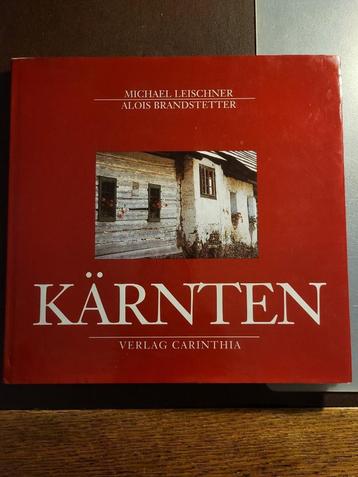 MICHAEL LEISCHNER
ALOIS BRANDSTETTER
KÄRNTEN
VERLAG CARINTHIA